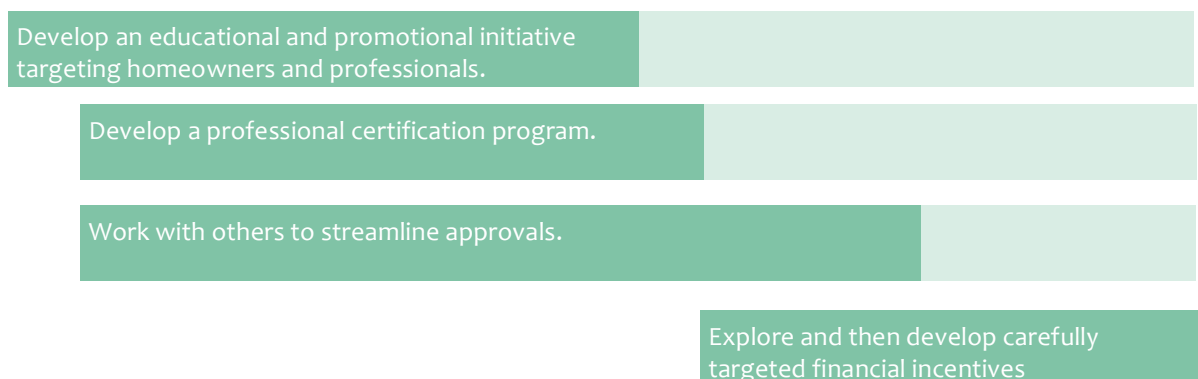 Develop an educational and promotional initiative
targeting homeowners and professionals.
Develop a professional certification program.
Work with others to streamline approvals.
Explore and then develop carefully
targeted financial incentives